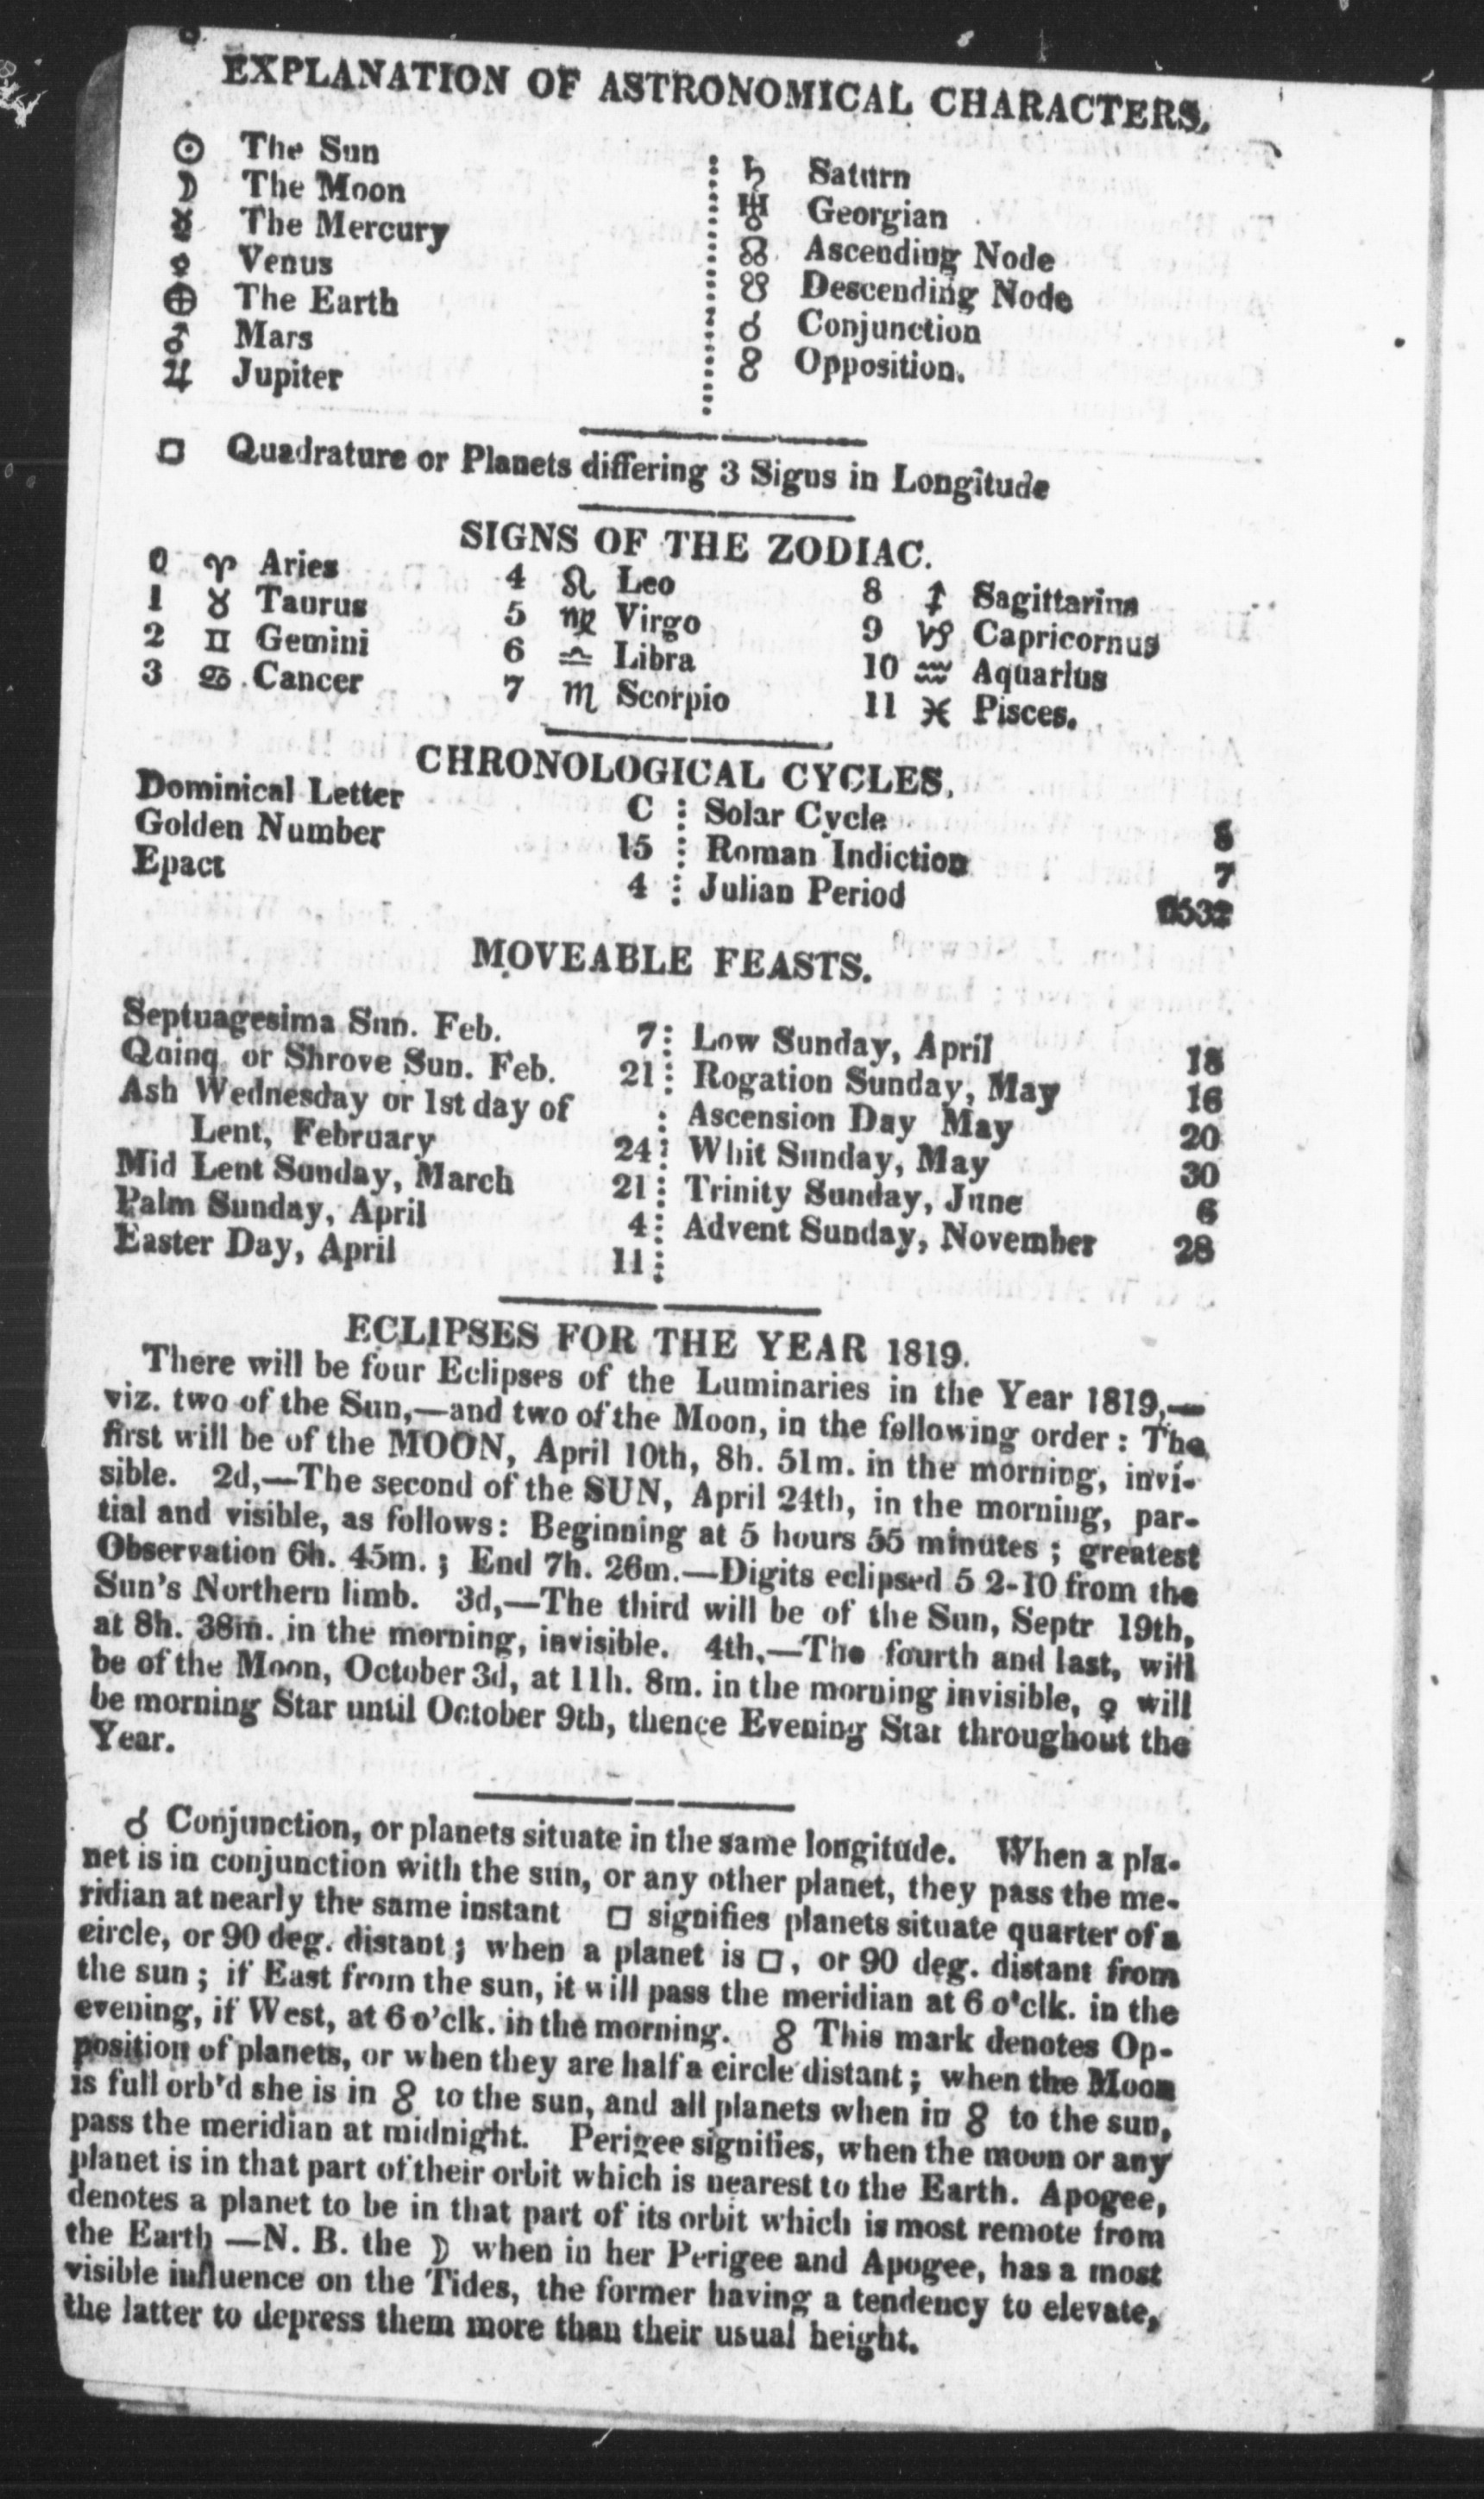 EXPLANATION OF ASTRONOMICAL CHARACTERS.
☉ The Sun
☽ The Moon
☿ The Mercury
♀ Venus
⊕ The Earth
♂ Mars
♃ Jupiter
♄ Saturn
♅ Georgian
☊ Ascending Node
☋ Descending Node
☌ Conjunction
☍ Opposition.
□ Quadrature or Planets differing 3 Signs in Longitude
SIGNS OF THE ZODIAC.
0 ♈ Aries
1 ♉ Taurus
2 ♊ Gemini
3 ♋ Cancer
4 ♌ Leo
5 ♍ Virgo
6 ♎ Libra
7 ♏ Scorpio
8 ♐ Sagittarius
9 ♑ Capricornus
10 ♒ Aquarius
11 ♓ Pisces.
CHRONOLOGICAL CYCLES.
Dominical Letter C
Golden Number 15
Epact 4
Solar Cycle 8
Roman Indiction 7
Julian Period
MOVEABLE FEASTS.
Septuagesima Sun. Feb. 7
Quinq. or Shrove Sun. Feb. 21
Ash Wednesday or 1st day of
Lent, February 24
Mid Lent Sunday, March 21
Palm Sunday, April 4
Easter Day, April 11
Low Sunday, April 18
Rogation Sunday, May 16
Ascension Day May 20
Whit Sunday, May 30
Trinity Sunday, June 6
Advent Sunday, November 28
ECLIPSES FOR THE YEAR 1819.
There will be four Eclipses of the Luminaries in the Year 1819,—
viz. two of the Sun,—and two of the Moon, in the following order: The
first will be of the MOON, April 10th, 8h. 51m. in the morning, invi-
sible. 2d,—The second of the SUN, April 24th, in the morning, par-
tial and visible, as follows: Beginning at 5 hours 55 minutes; greatest
Observation 6h. 45m.; End 7h. 26m.—Digits eclipsed 5 2-10 from the
Sun's Northern limb. 3d,—The third will be of the Sun, Septr 19th,
at 8h. 38m. in the morning, invisible. 4th,—The fourth and last, will
be of the Moon, October 3d, at 11h. 8m. in the morning invisible, ♀ will
be morning Star until October 9th, thence Evening Star throughout the
Year.
☌ Conjunction, or planets situate in the same longitude. When a pla-
net is in conjunction with the sun, or any other planet, they pass the me-
ridian at nearly the same instant □ signifies planets situate quarter of a
circle, or 90 deg. distant; when a planet is □, or 90 deg. distant from
the sun; if East from the sun, it will pass the meridian at 6 o'clk. in the
evening, if West, at 6 o'clk. in the morning. ☍ This mark denotes Op-
position of planets, or when they are half a circle distant; when the Moon
is full orb'd she is in ☍ to the sun, and all planets when in ☍ to the sun,
pass the meridian at midnight. Perigee signifies, when the moon or any
planet is in that part of their orbit which is nearest to the Earth. Apogee,
denotes a planet to be in that part of its orbit which is most remote from
the Earth —N. B. the ☽ when in her Perigee and Apogee, has a most
visible influence on the Tides, the former having a tendency to elevate,
the latter to depress them more than their usual height.